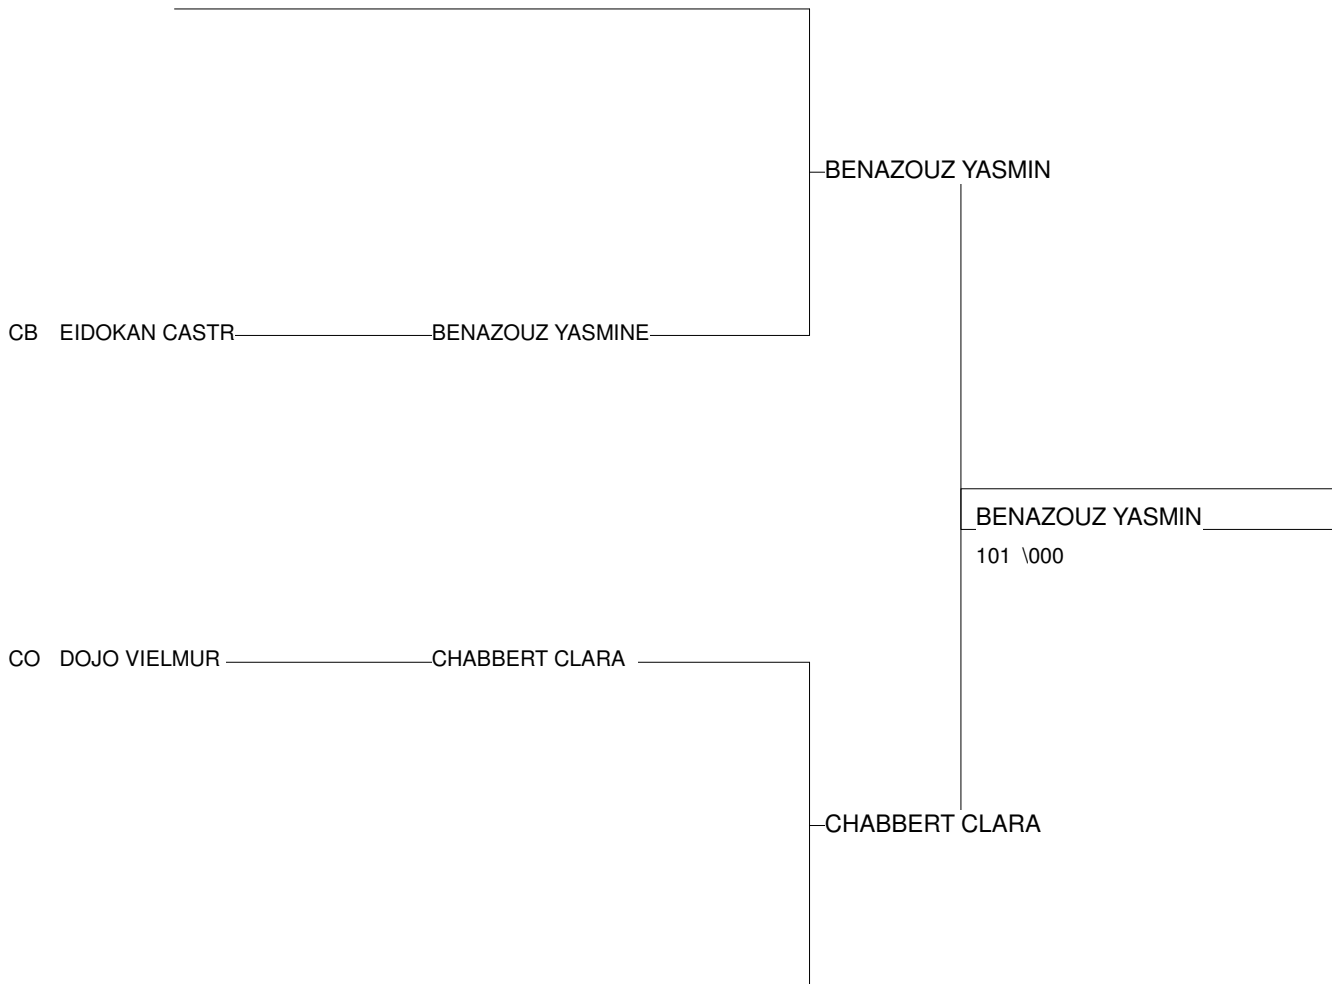 BENAZOUZ YASMIN
CB EIDOKAN CASTR BENAZOUZ YASMINE
BENAZOUZ YASMIN
101 \000
CO DOJO VIELMUR CHABBERT CLARA
CHABBERT CLARA